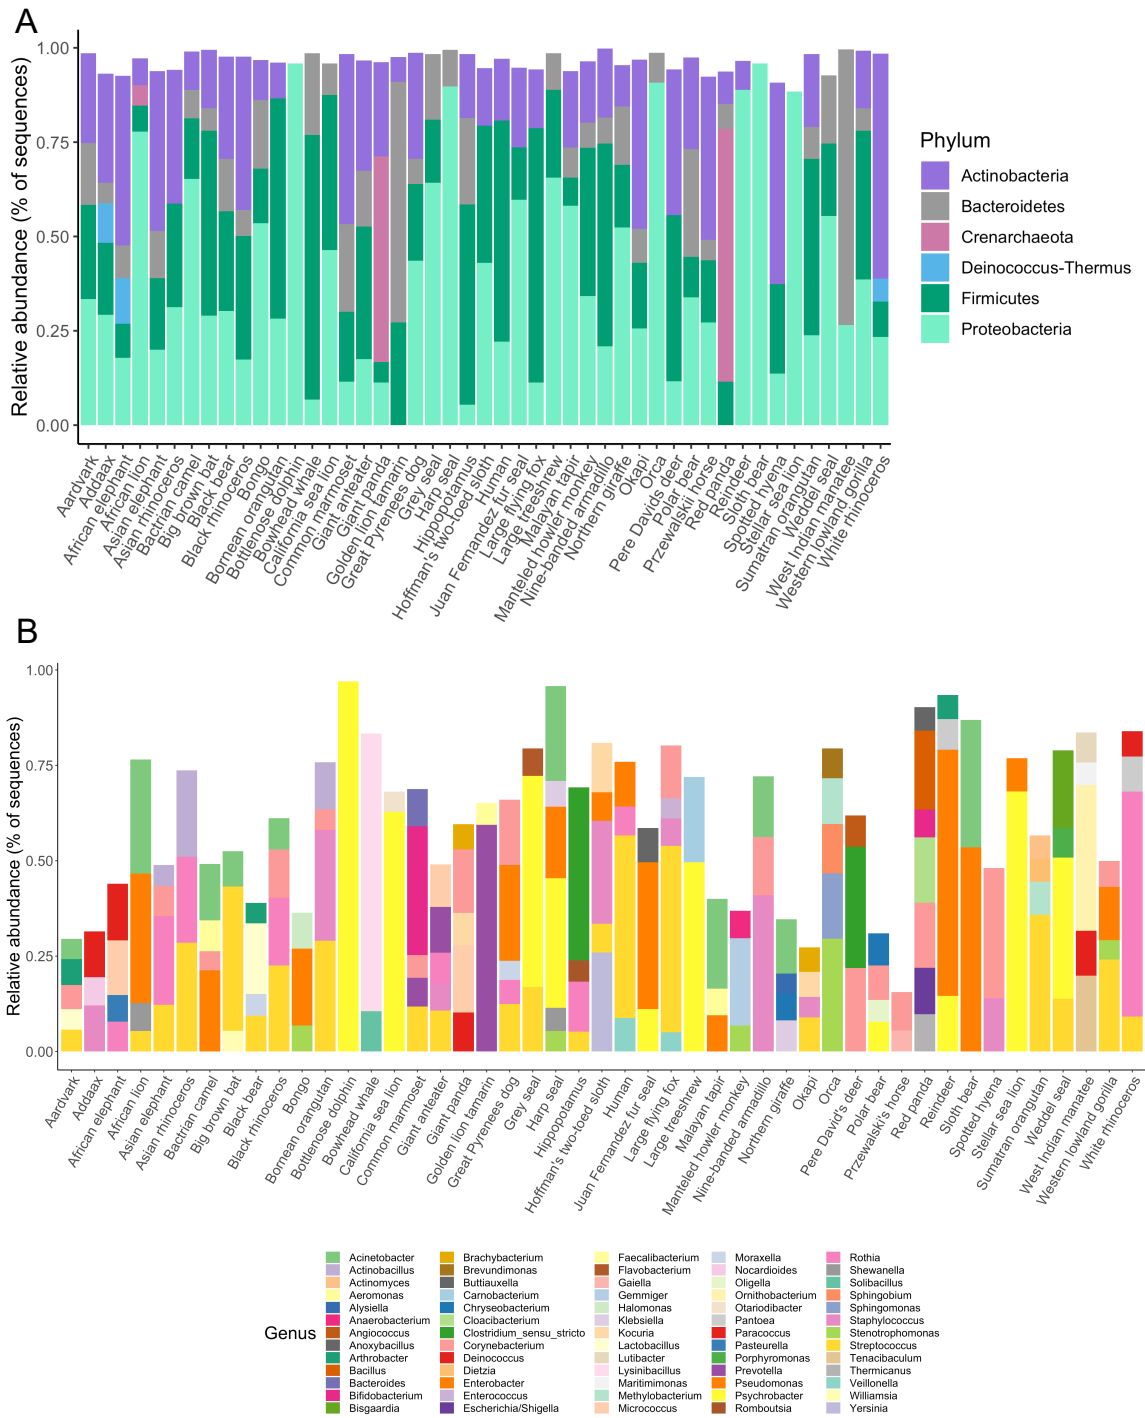 A
Relative abundance (% of sequences)
1.00
0.75
0.50
0.25
0.00
Aardvark
Addax
African elephant
African lion
Asian elephant
Asian rhinoceros
Bactrian camel
Big brown bat
Black bear
Black rhinoceros
Bongo
Bornean orangutan
Bottlenose dolphin
Bowhead whale
California sea lion
Common marmoset
Giant anteater
Giant panda
Golden lion tamarin
Great Pyrenees dog
Grey seal
Harp seal
Hippopotamus
Hoffman's two-toed sloth
Human
Juan Fernandez fur seal
Large flying fox
Large treeshrew
Malayan tapir
Manteled howler monkey
Nine-banded armadillo
Northern giraffe
Okapi
Orca
Pere Davids deer
Polar bear
Przewalskii horse
Red panda
Reindeer
Sloth bear
Spotted hyena
Stellar sea lion
Sumatran orangutan
Weddel seal
West Indian manatee
Western lowland gorilla
White rhinoceros
Phylum
Actinobacteria
Bacteroidetes
Crenarchaeota
Deinococcus-Thermus
Firmicutes
Proteobacteria
B
Relative abundance (% of sequences)
1.00
0.75
0.50
0.25
0.00
Aardvark
Addax
African elephant
African lion
Asian elephant
Asian rhinoceros
Bactrian camel
Big brown bat
Black bear
Black rhinoceros
Bongo
Bornean orangutan
Bottlenose dolphin
Bowhead whale
California sea lion
Common marmoset
Giant anteater
Giant panda
Golden lion tamarin
Great Pyrenees dog
Grey seal
Harp seal
Hippopotamus
Hoffman's two-toed sloth
Human
Juan Fernandez fur seal
Large flying fox
Large treeshrew
Malayan tapir
Manteled howler monkey
Nine-banded armadillo
Northern giraffe
Okapi
Orca
Pere David's deer
Polar bear
Przewalski's horse
Red panda
Reindeer
Sloth bear
Spotted hyena
Stellar sea lion
Sumatran orangutan
Weddel seal
West Indian manatee
Western lowland gorilla
White rhinoceros
Genus
Acinetobacter
Actinobacillus
Actinomyces
Aeromonas
Alysiella
Anaerobacterium
Angiococcus
Anoxybacillus
Arthrobacter
Bacillus
Bacteroides
Bifidobacterium
Bisgaardia
Brachybacterium
Brevundimonas
Buttiauxella
Carnobacterium
Chryseobacterium
Cloacibacterium
Clostridium_sensu_stricto
Corynebacterium
Deinococcus
Dietzia
Enterobacter
Enterococcus
Escherichia/Shigella
Faecalibacterium
Flavobacterium
Gaiella
Gemmiger
Halomonas
Klebsiella
Kocuria
Lactobacillus
Lutibacter
Lysinibacillus
Maritimimonas
Methylobacterium
Micrococcus
Moraxella
Nocardioides
Oligella
Ornithobacterium
Otariodibacter
Pantoea
Paracoccus
Pasteurella
Porphyromonas
Prevotella
Pseudomonas
Psychrobacter
Romboutsia
Rothia
Shewanella
Solibacillus
Sphingobium
Sphingomonas
Staphylococcus
Stenotrophomonas
Streptococcus
Tenacibaculum
Thermicanus
Veillonella
Williamsia
Yersinia